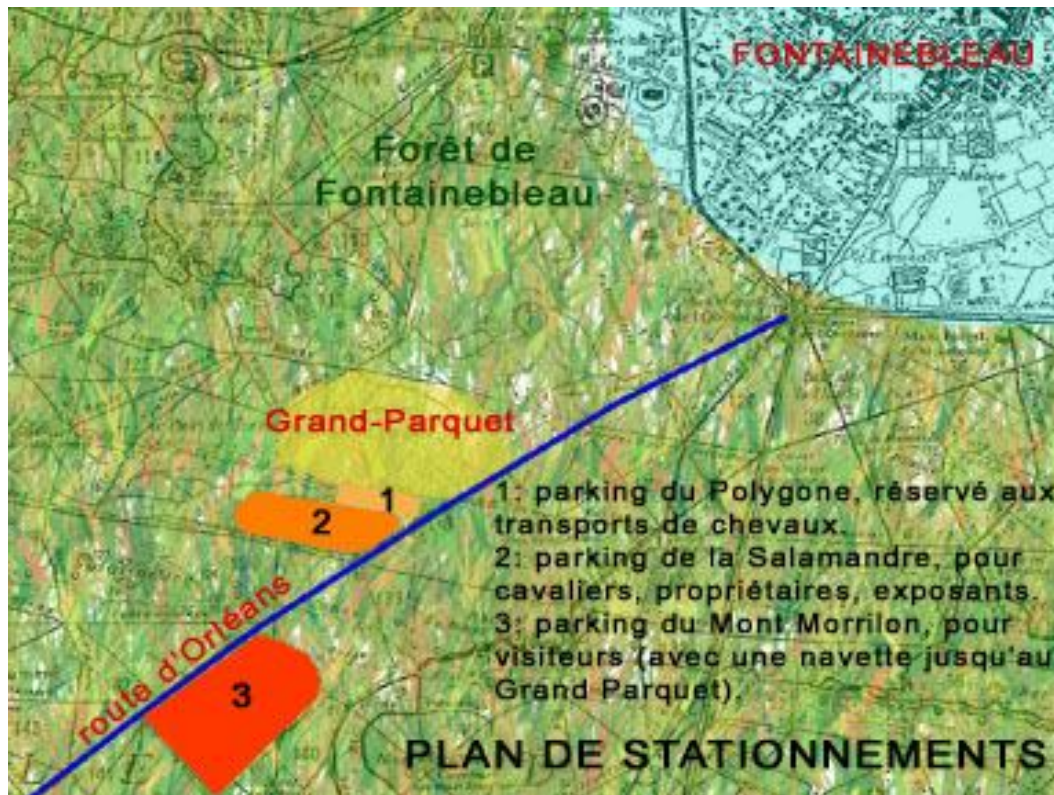 FONTAINEBLEAU
Forêt de
Fontainebleau
Grand-Parquet
1
2
1: parking du Polygone, réservé aux
transports de chevaux.
2: parking de la Salamandre, pour
cavaliers, propriétaires, exposants.
3: parking du Mont Morrilon, pour
visiteurs (avec une navette jusqu'au
Grand Parquet).
route d'Orléans
3
PLAN DE STATIONNEMENTS